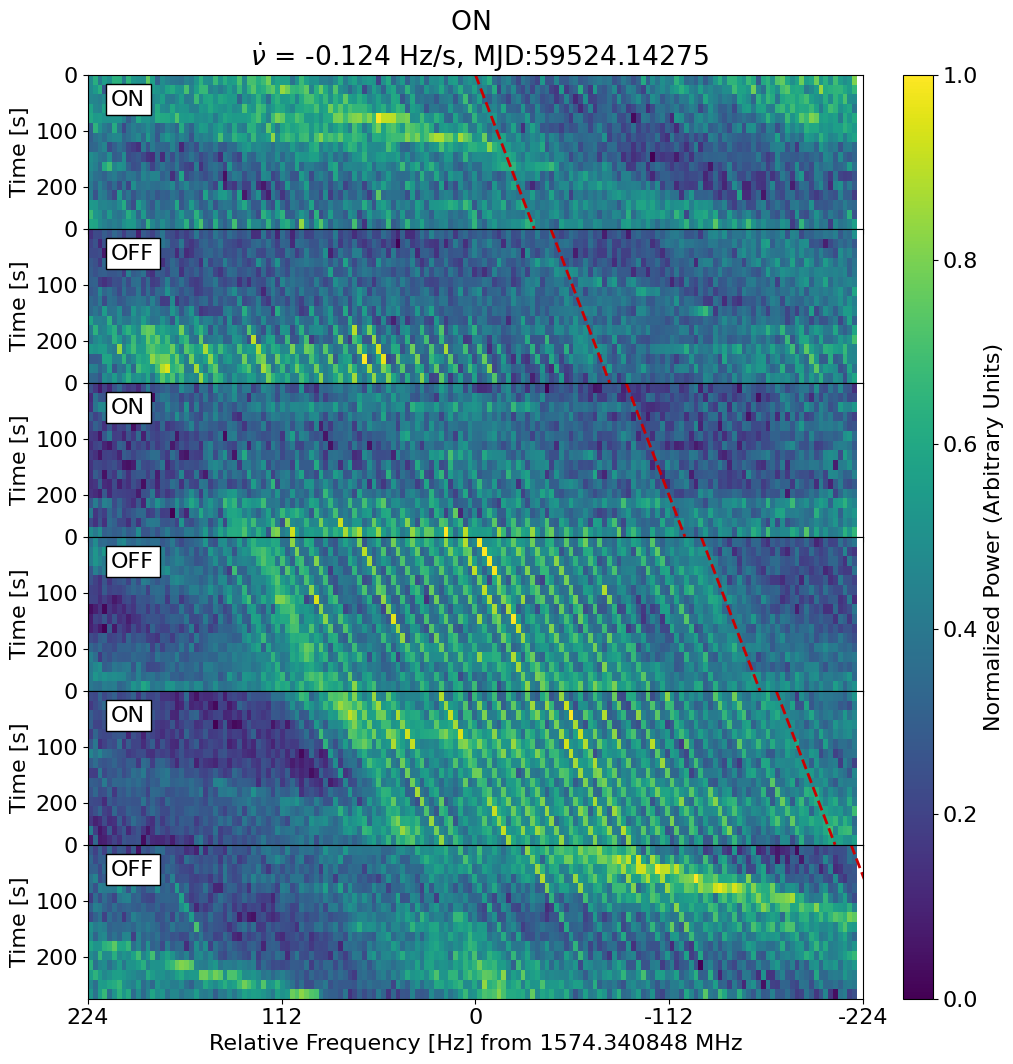 ON
ν̇ = -0.124 Hz/s, MJD:59524.14275
0
ON
100
Time [s]
200
0
OFF
100
Time [s]
200
0
ON
100
Time [s]
200
0
OFF
100
Time [s]
200
0
ON
100
Time [s]
200
0
OFF
100
Time [s]
200
224 112 0 -112 -224
Relative Frequency [Hz] from 1574.340848 MHz
1.0
0.8
0.6
0.4
0.2
0.0
Normalized Power (Arbitrary Units)